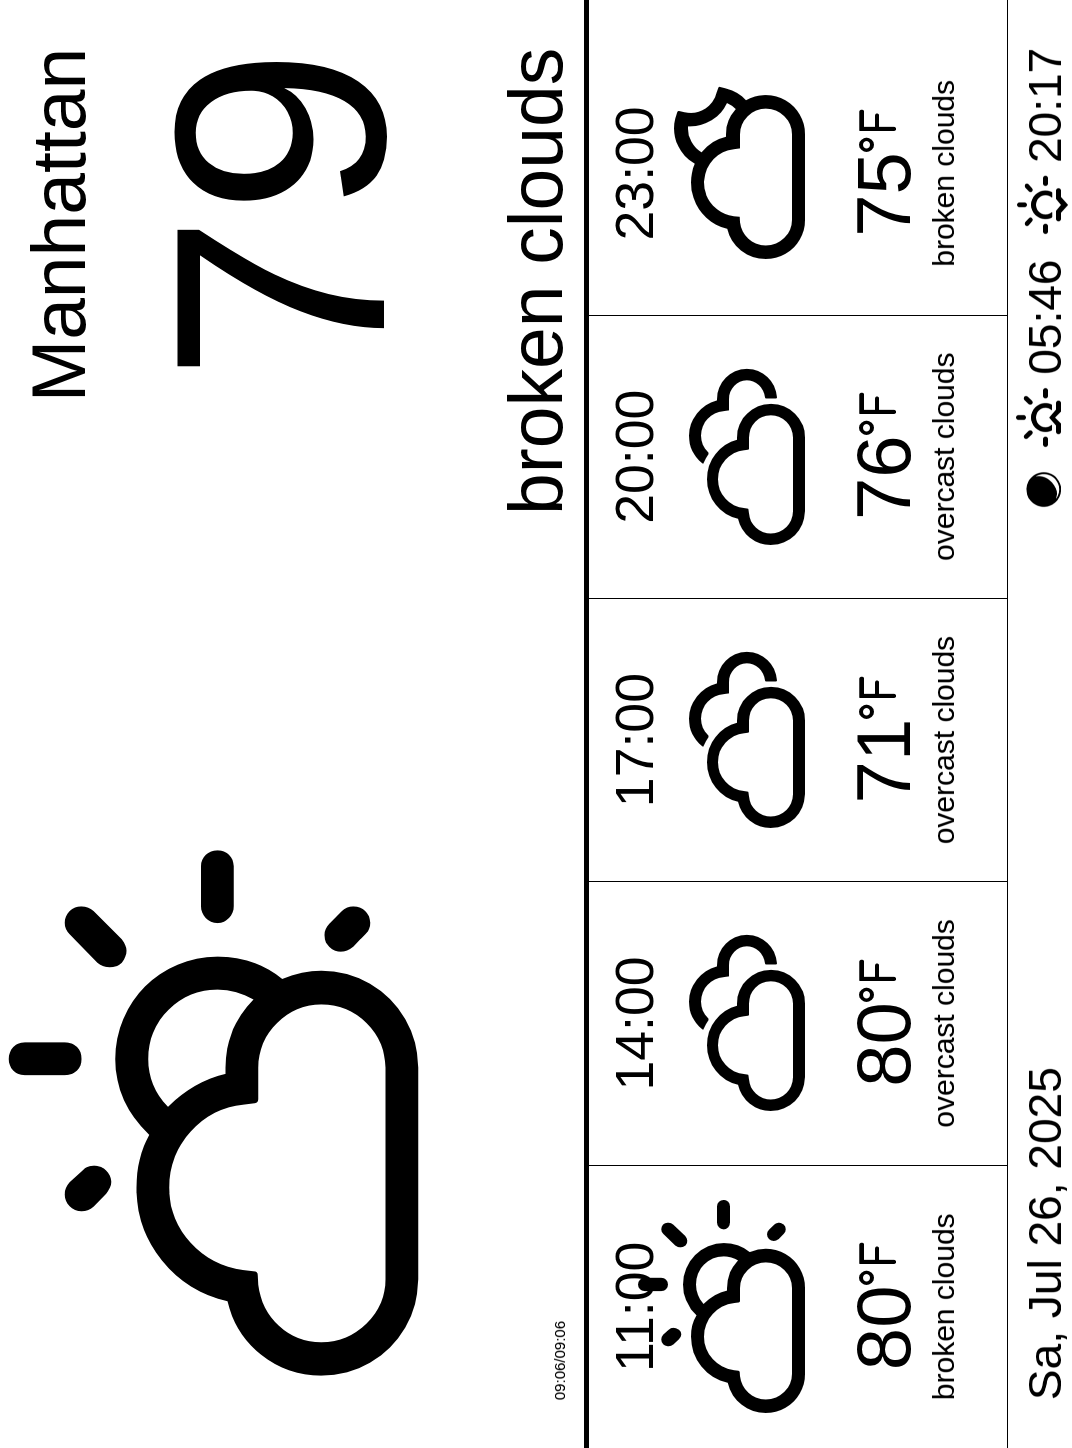 Manhattan
79
broken clouds
09:06/09:06
11:00
80°F
broken clouds
14:00
80°F
overcast clouds
17:00
71°F
overcast clouds
20:00
76°F
overcast clouds
23:00
75°F
broken clouds
Sa, Jul 26, 2025
05:46
20:17